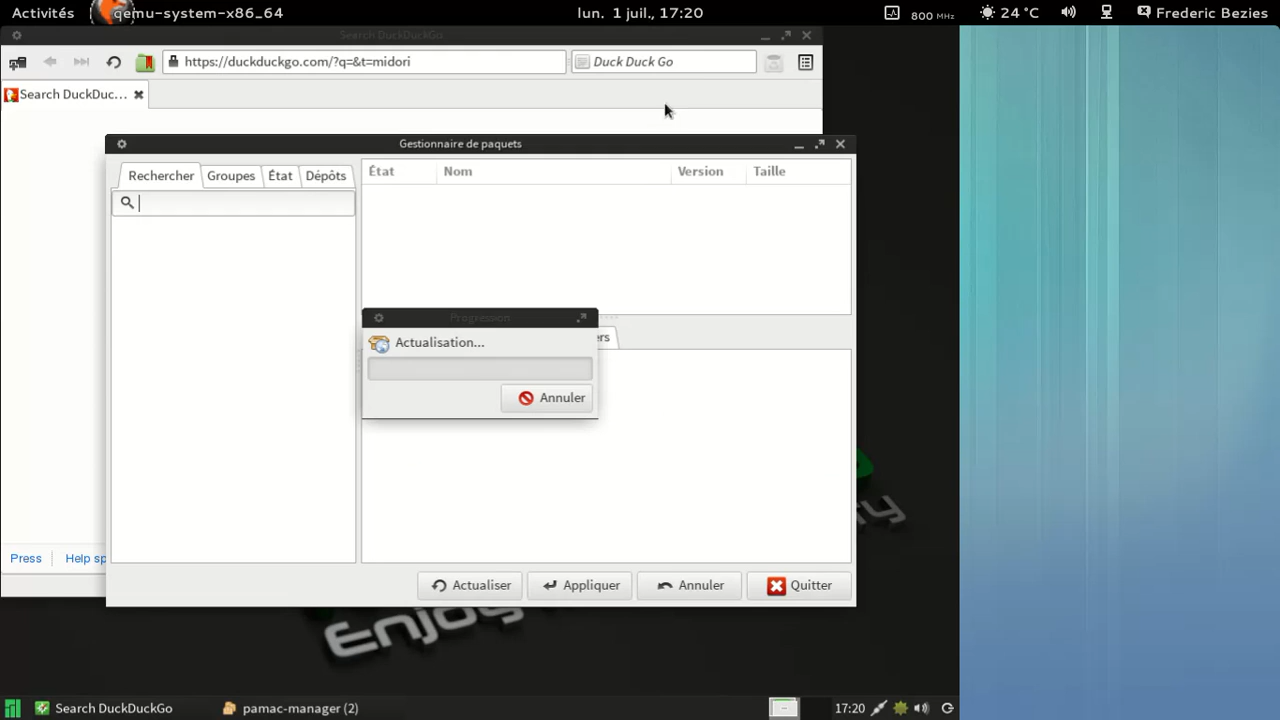 Activités qemu-system-x86_64 lun. 1 juil., 17:20 800 MHz 24 °C Frederic Bezies
Search DuckDuckGo
https://duckduckgo.com/?q=&t=midori Duck Duck Go
Search DuckDuc...
Gestionnaire de paquets
Rechercher Groupes État Dépôts État Nom Version Taille
Progression
Actualisation...
ers
Annuler
Press Help sp
Actualiser Appliquer Annuler Quitter
Enjoy
Search DuckDuckGo pamac-manager (2) 17:20